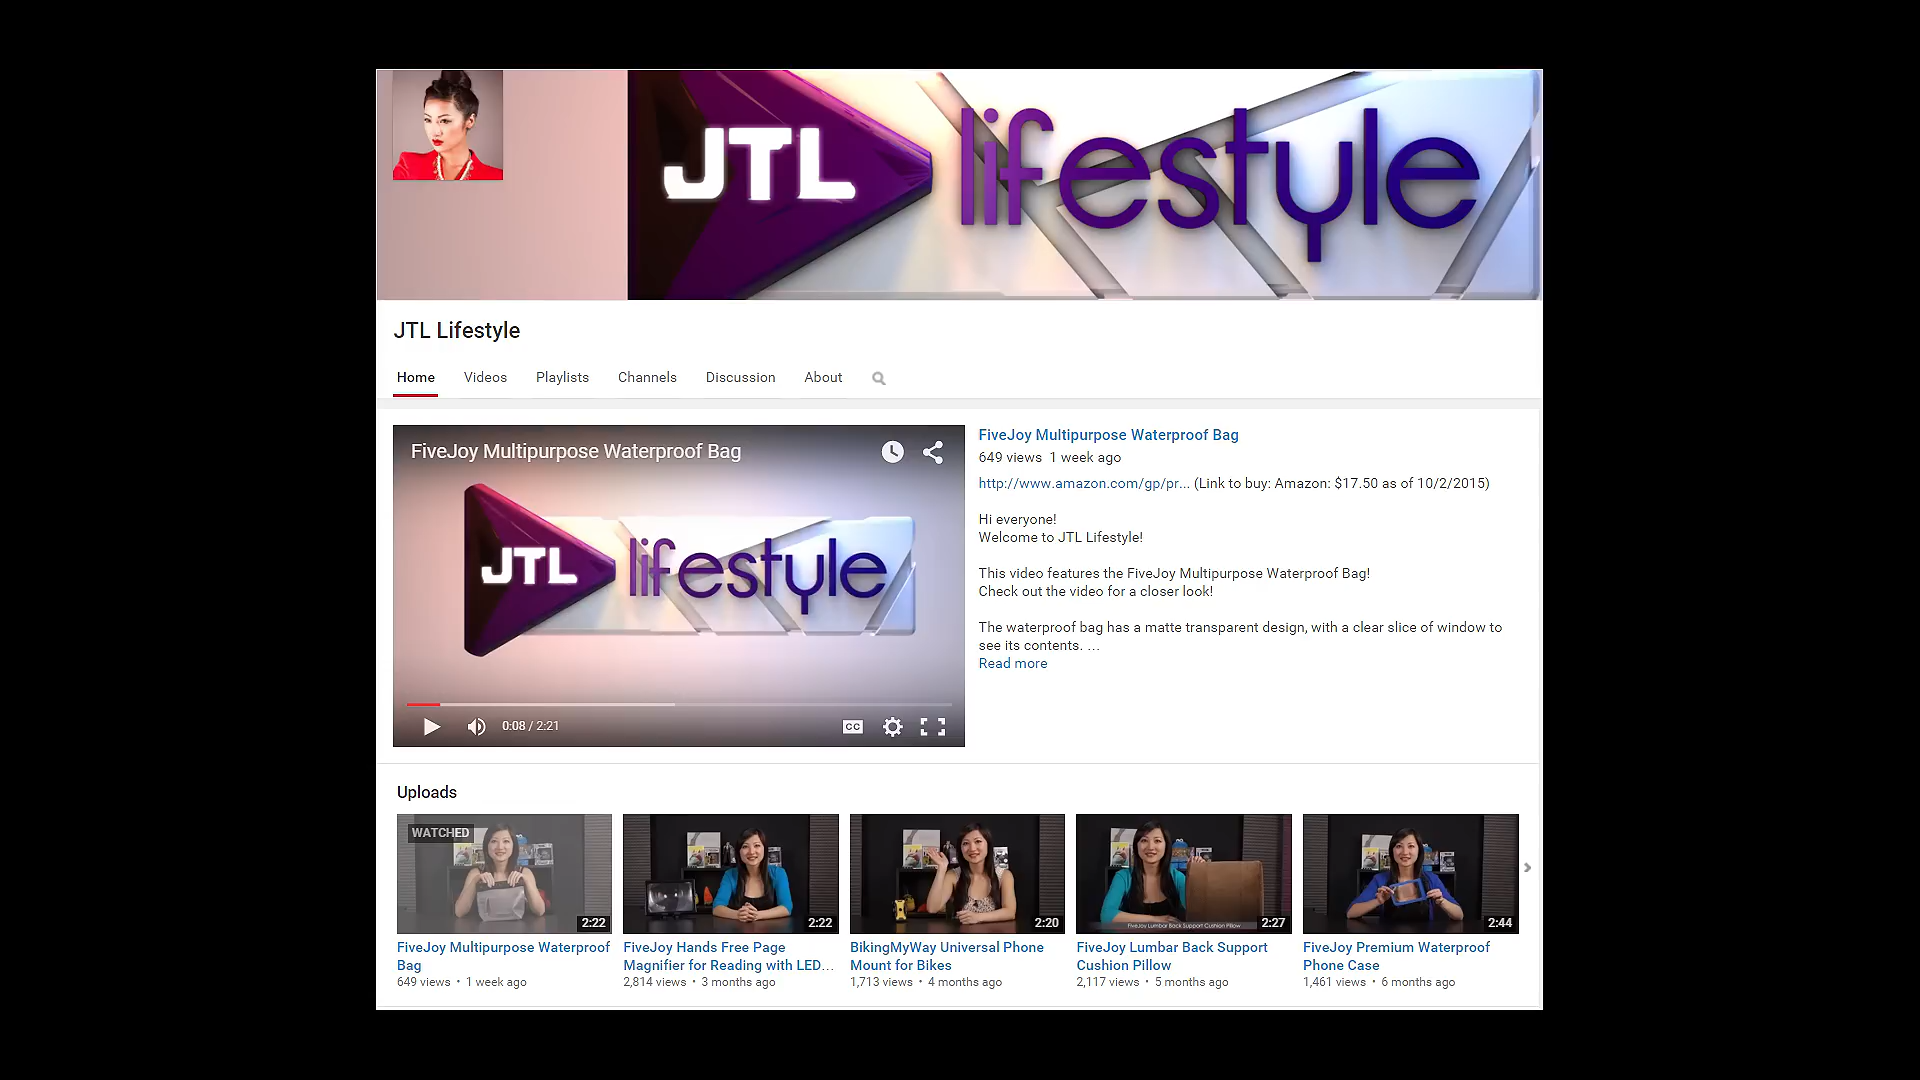 JTL lifestyle
JTL Lifestyle
Home Videos Playlists Channels Discussion About
FiveJoy Multipurpose Waterproof Bag
JTL lifestyle
0:08 / 2:21
CC
FiveJoy Multipurpose Waterproof Bag
649 views 1 week ago
http://www.amazon.com/gp/pr... (Link to buy: Amazon: $17.50 as of 10/2/2015)
Hi everyone!
Welcome to JTL Lifestyle!
This video features the FiveJoy Multipurpose Waterproof Bag!
Check out the video for a closer look!
The waterproof bag has a matte transparent design, with a clear slice of window to
see its contents. ...
Read more
Uploads
WATCHED
2:22
FiveJoy Multipurpose Waterproof
Bag
649 views • 1 week ago
2:22
FiveJoy Hands Free Page
Magnifier for Reading with LED...
2,814 views • 3 months ago
2:20
BikingMyWay Universal Phone
Mount for Bikes
1,713 views • 4 months ago
FiveJoy Lumbar Back Support Cushion Pillow
2:27
FiveJoy Lumbar Back Support
Cushion Pillow
2,117 views • 5 months ago
2:44
FiveJoy Premium Waterproof
Phone Case
1,461 views • 6 months ago